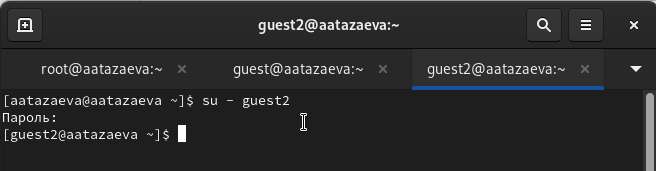 guest2@aatazaeva:~
root@aatazaeva:~
guest@aatazaeva:~
guest2@aatazaeva:~
[aatazaeva@aatazaeva ~]$ su - guest2
Пароль:
[guest2@aatazaeva ~]$